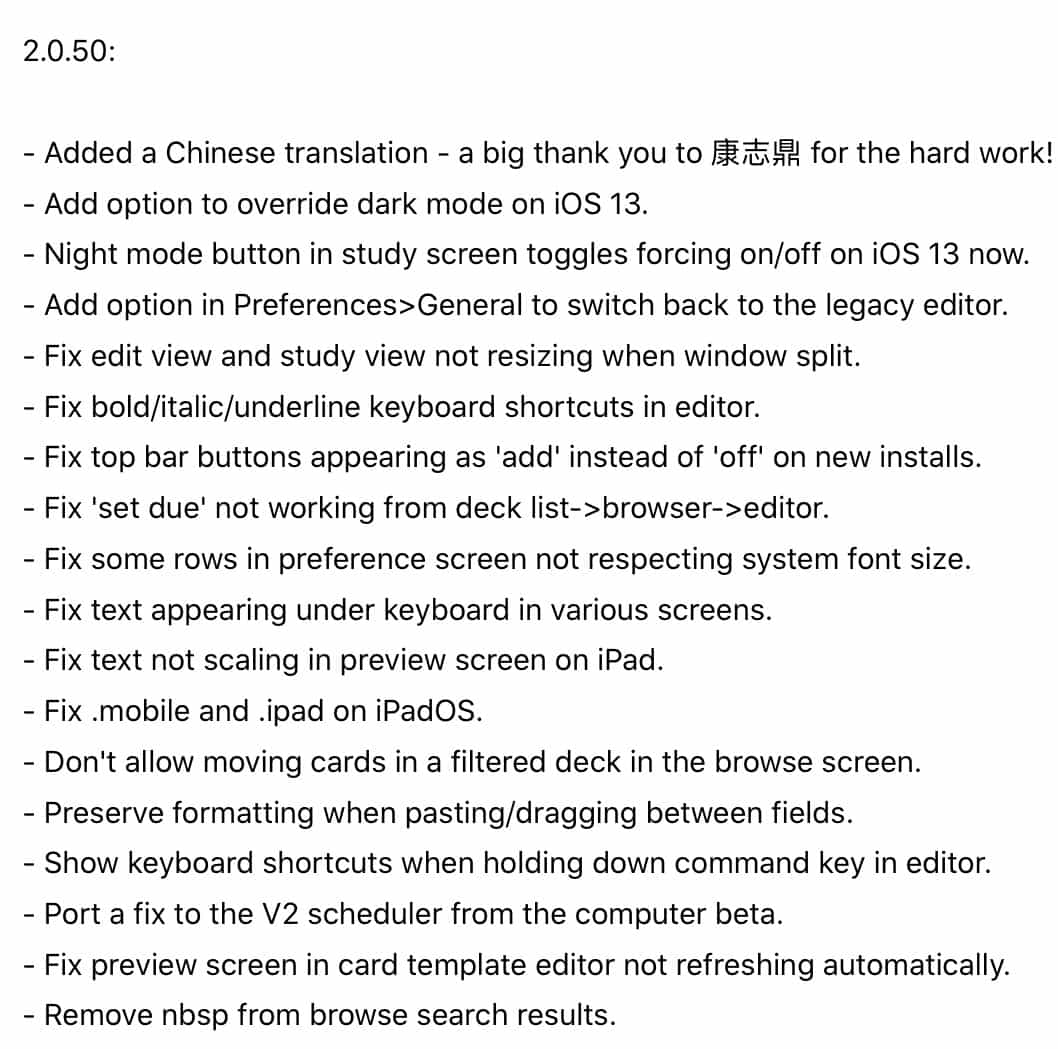 2.0.50:
- Added a Chinese translation - a big thank you to 康志鼎 for the hard work!
- Add option to override dark mode on iOS 13.
- Night mode button in study screen toggles forcing on/off on iOS 13 now.
- Add option in Preferences>General to switch back to the legacy editor.
- Fix edit view and study view not resizing when window split.
- Fix bold/italic/underline keyboard shortcuts in editor.
- Fix top bar buttons appearing as 'add' instead of 'off' on new installs.
- Fix 'set due' not working from deck list->browser->editor.
- Fix some rows in preference screen not respecting system font size.
- Fix text appearing under keyboard in various screens.
- Fix text not scaling in preview screen on iPad.
- Fix .mobile and .ipad on iPadOS.
- Don't allow moving cards in a filtered deck in the browse screen.
- Preserve formatting when pasting/dragging between fields.
- Show keyboard shortcuts when holding down command key in editor.
- Port a fix to the V2 scheduler from the computer beta.
- Fix preview screen in card template editor not refreshing automatically.
- Remove nbsp from browse search results.